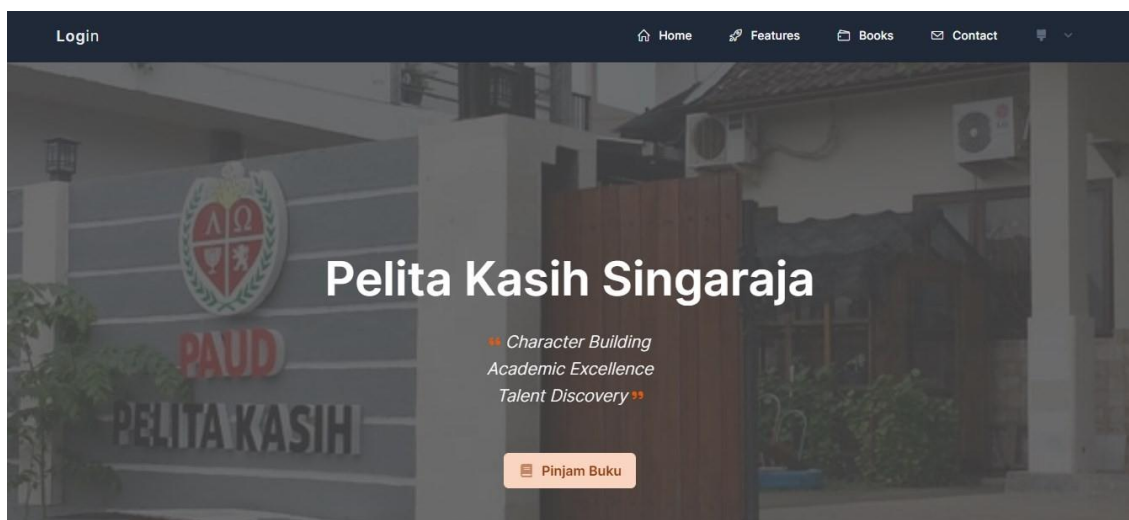 Login
Home Features Books Contact
Λ Ω
PAUD
PELITA KASIH
Pelita Kasih Singaraja
❝ Character Building
Academic Excellence
Talent Discovery ❞
Pinjam Buku